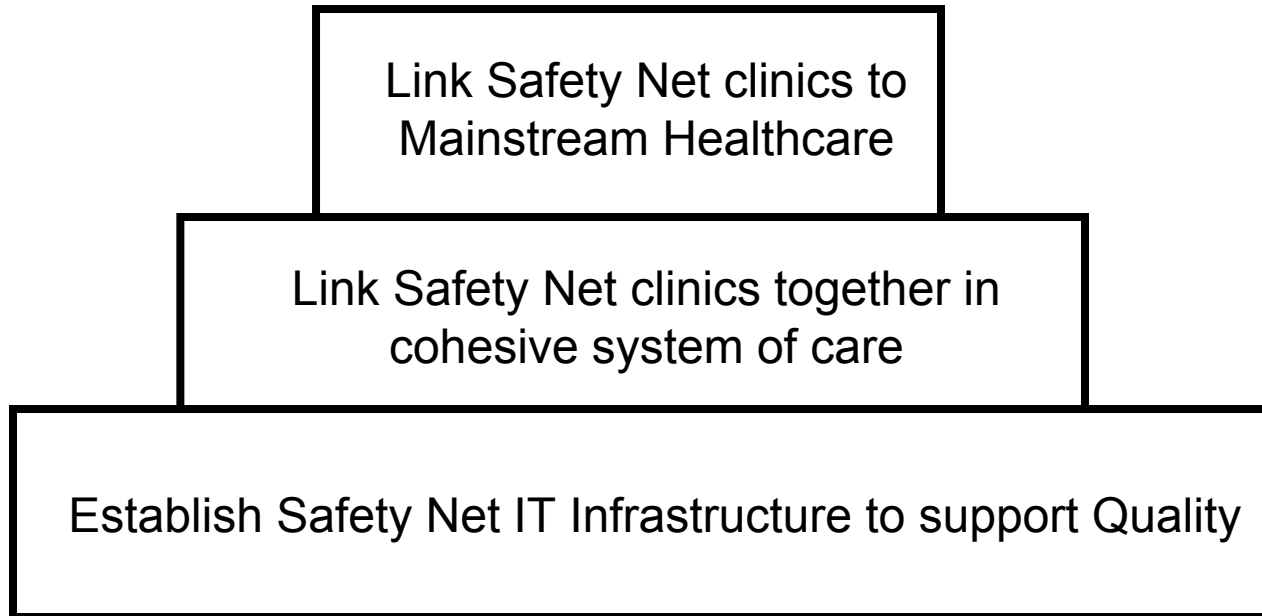 Link Safety Net clinics to
Mainstream Healthcare
Link Safety Net clinics together in
cohesive system of care
Establish Safety Net IT Infrastructure to support Quality